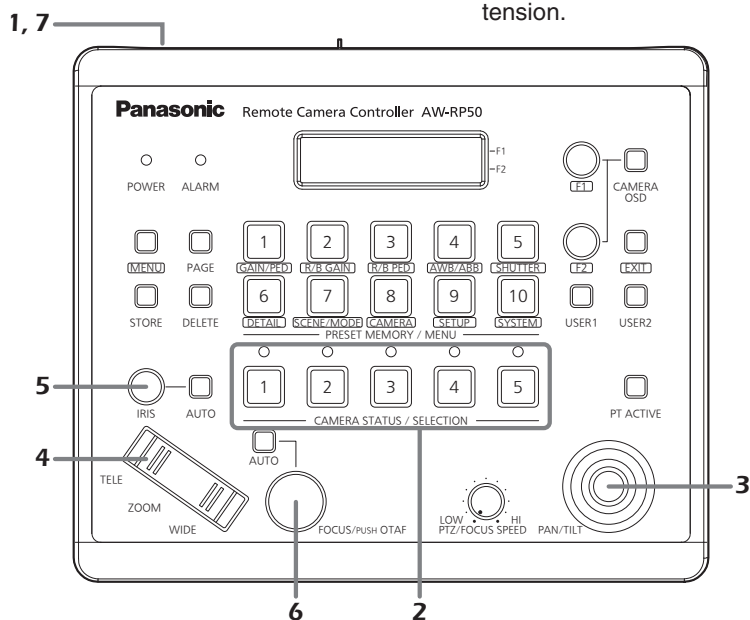 tension.
1, 7
Panasonic Remote Camera Controller AW-RP50
F1
F2
POWER ALARM
F1 CAMERA OSD
MENU PAGE
1 2 3 4 5
GAIN/PED R/B GAIN R/B PED AWB/ABB SHUTTER
F2 EXIT
STORE DELETE
6 7 8 9 10
DETAIL SCENE/MODE CAMERA SETUP SYSTEM
USER1 USER2
PRESET MEMORY / MENU
5
IRIS AUTO
1 2 3 4 5
CAMERA STATUS / SELECTION
PT ACTIVE
4
AUTO
TELE
ZOOM
WIDE
FOCUS/PUSH OTAF
LOW HI
PTZ/FOCUS SPEED
PAN/TILT
3
6
2